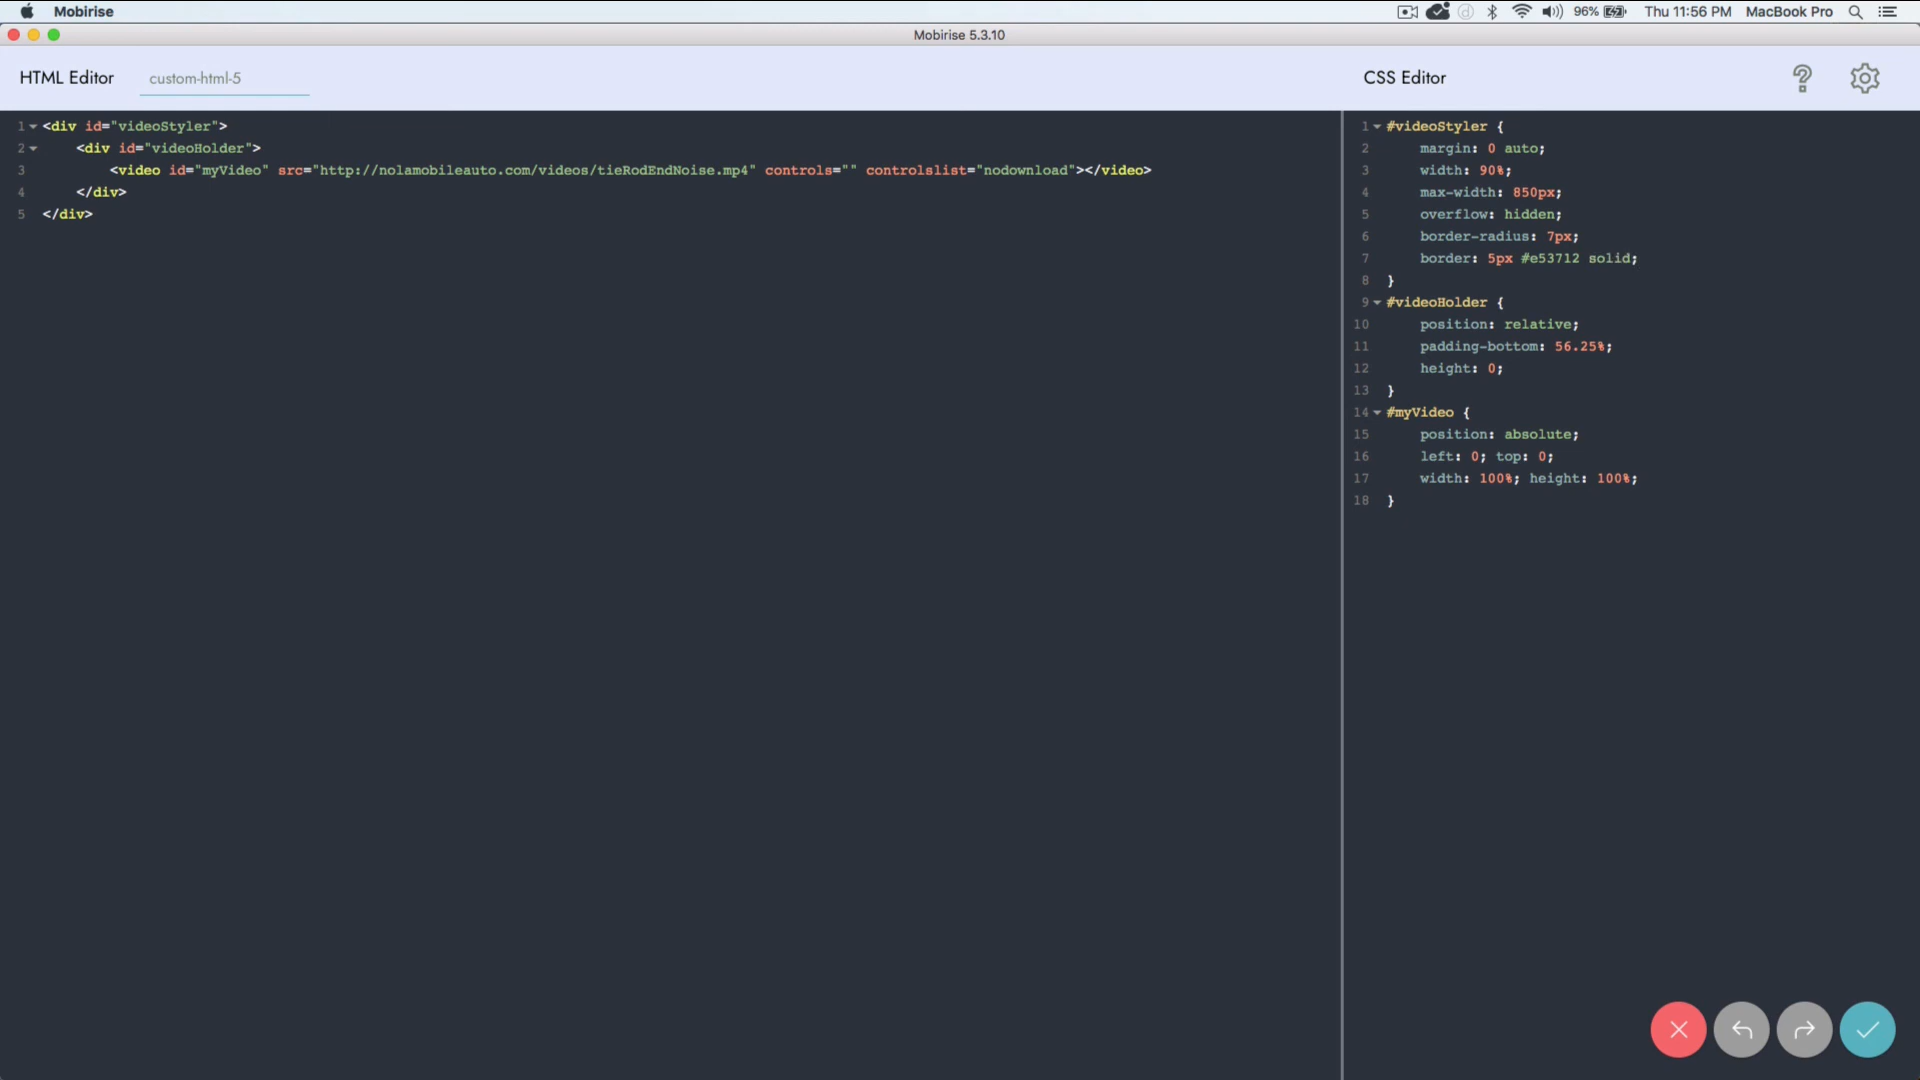 Mobirise
96%
Thu 11:56 PM
MacBook Pro
Mobirise 5.3.10
HTML Editor
custom-html-5
CSS Editor
1 <div id="videoStyler">
2 <div id="videoHolder">
3 <video id="myVideo" src="http://nolamobileauto.com/videos/tieRodEndNoise.mp4" controls="" controlslist="nodownload"></video>
4 </div>
5 </div>
1 #videoStyler {
2 margin: 0 auto;
3 width: 90%;
4 max-width: 850px;
5 overflow: hidden;
6 border-radius: 7px;
7 border: 5px #e53712 solid;
8 }
9 #videoHolder {
10 position: relative;
11 padding-bottom: 56.25%;
12 height: 0;
13 }
14 #myVideo {
15 position: absolute;
16 left: 0; top: 0;
17 width: 100%; height: 100%;
18 }